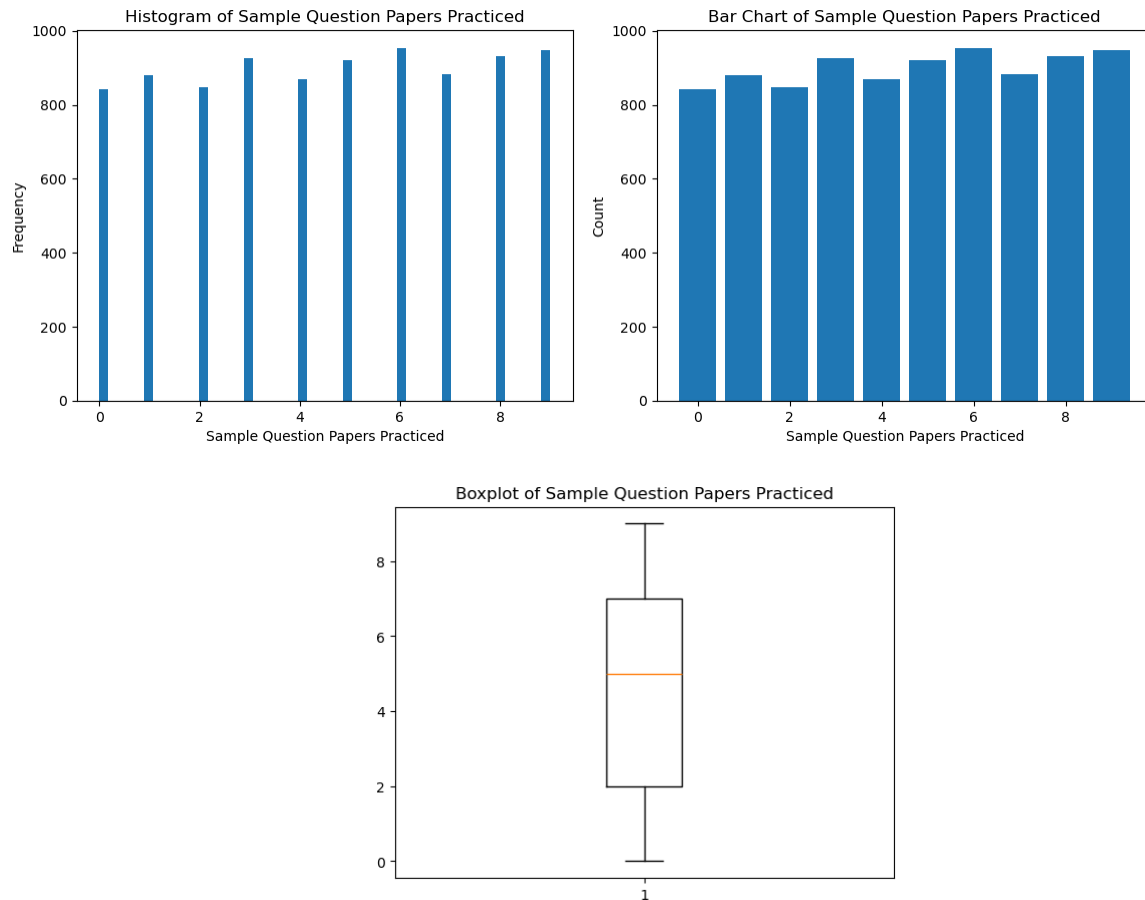 Histogram of Sample Question Papers Practiced
1000
800
600
400
200
0
Frequency
0 2 4 6 8
Sample Question Papers Practiced
Bar Chart of Sample Question Papers Practiced
1000
800
600
400
200
0
Count
0 2 4 6 8
Sample Question Papers Practiced
Boxplot of Sample Question Papers Practiced
8
6
4
2
0
1